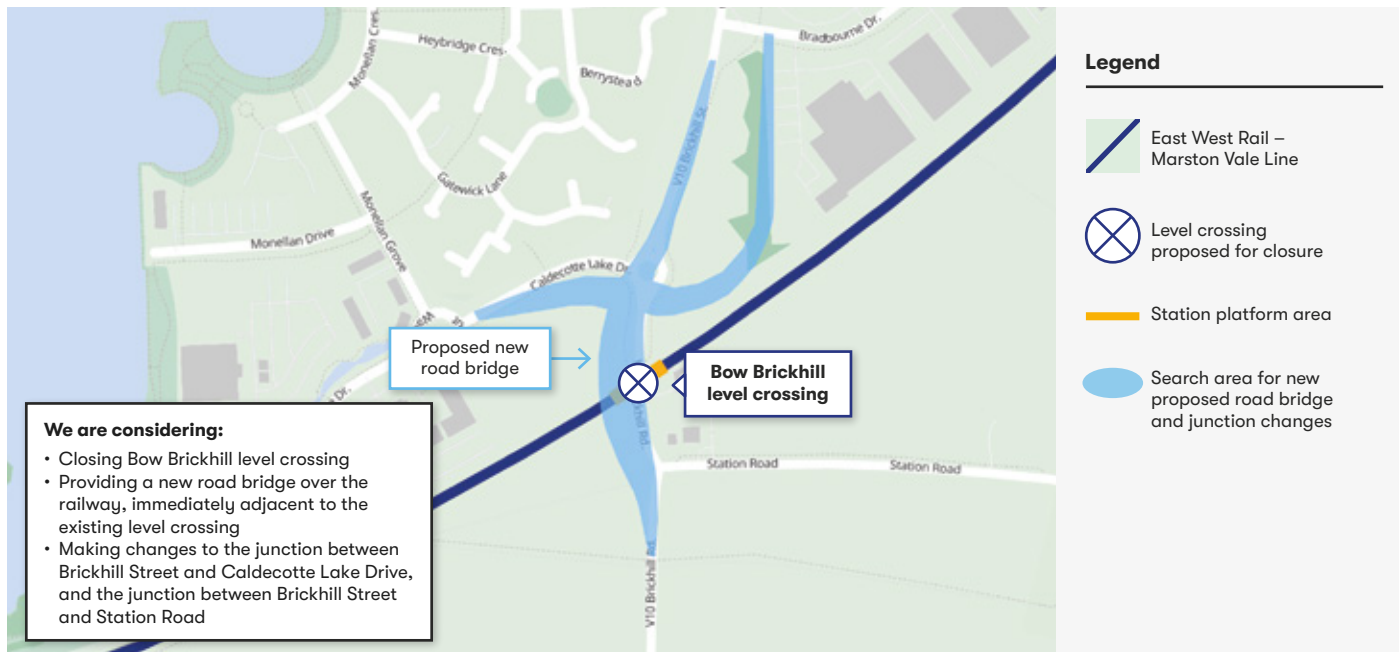 Monellan Cres.
Heybridge Cres.
Berrystead
Bradbourne Dr.
V10 Brickhill St.
Gatewick Lane
Monellan Grove
Monellan Drive
Caldecotte Lake Dr.
Dr.
Proposed new
road bridge
Bow Brickhill
level crossing
Station Road
Station Road
V10 Brickhill Rd.
We are considering:
• Closing Bow Brickhill level crossing
• Providing a new road bridge over the
railway, immediately adjacent to the
existing level crossing
• Making changes to the junction between
Brickhill Street and Caldecotte Lake Drive,
and the junction between Brickhill Street
and Station Road
Legend
East West Rail –
Marston Vale Line
Level crossing
proposed for closure
Station platform area
Search area for new
proposed road bridge
and junction changes